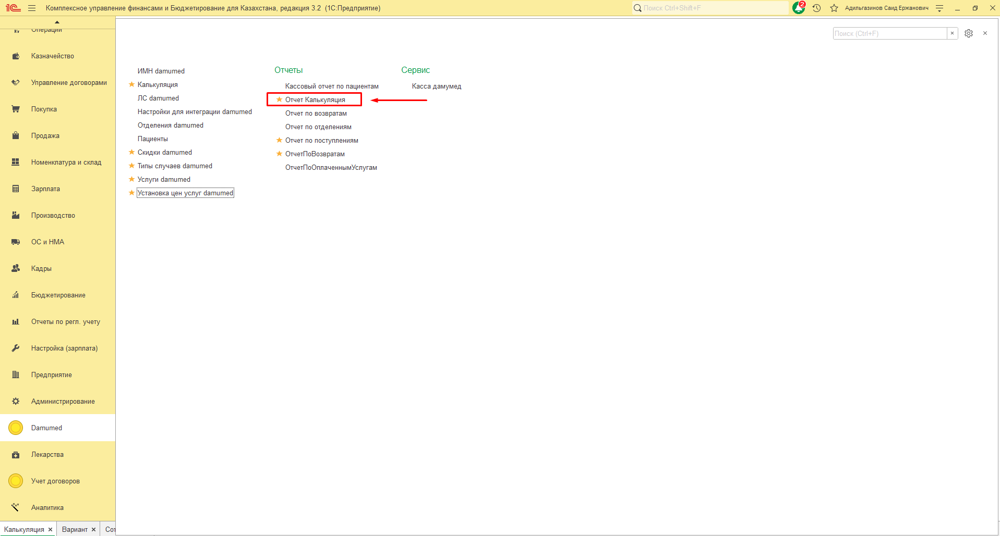 1С Комплексное управление финансами и Бюджетирование для Казахстана, редакция 3.2 (1С:Предприятие)
Поиск Ctrl+Shift+F
2
Адильгазинов Саид Ержанович
Операции
Казначейство
Управление договорами
Покупка
Продажа
Номенклатура и склад
Зарплата
Производство
ОС и НМА
Кадры
Бюджетирование
Отчеты по регл. учету
Настройка (зарплата)
Предприятие
Администрирование
Damumed
Лекарства
Учет договоров
Аналитика
Поиск (Ctrl+F)
ИМН damumed
Калькуляция
ЛС damumed
Настройки для интеграции damumed
Отделения damumed
Пациенты
Скидки damumed
Типы случаев damumed
Услуги damumed
Установка цен услуг damumed
Отчеты
Кассовый отчет по пациентам
Отчет Калькуляция
Отчет по возвратам
Отчет по отделениям
Отчет по поступлениям
ОтчетПоВозвратам
ОтчетПоОплаченнымУслугам
Сервис
Касса дамумед
Калькуляция
Вариант